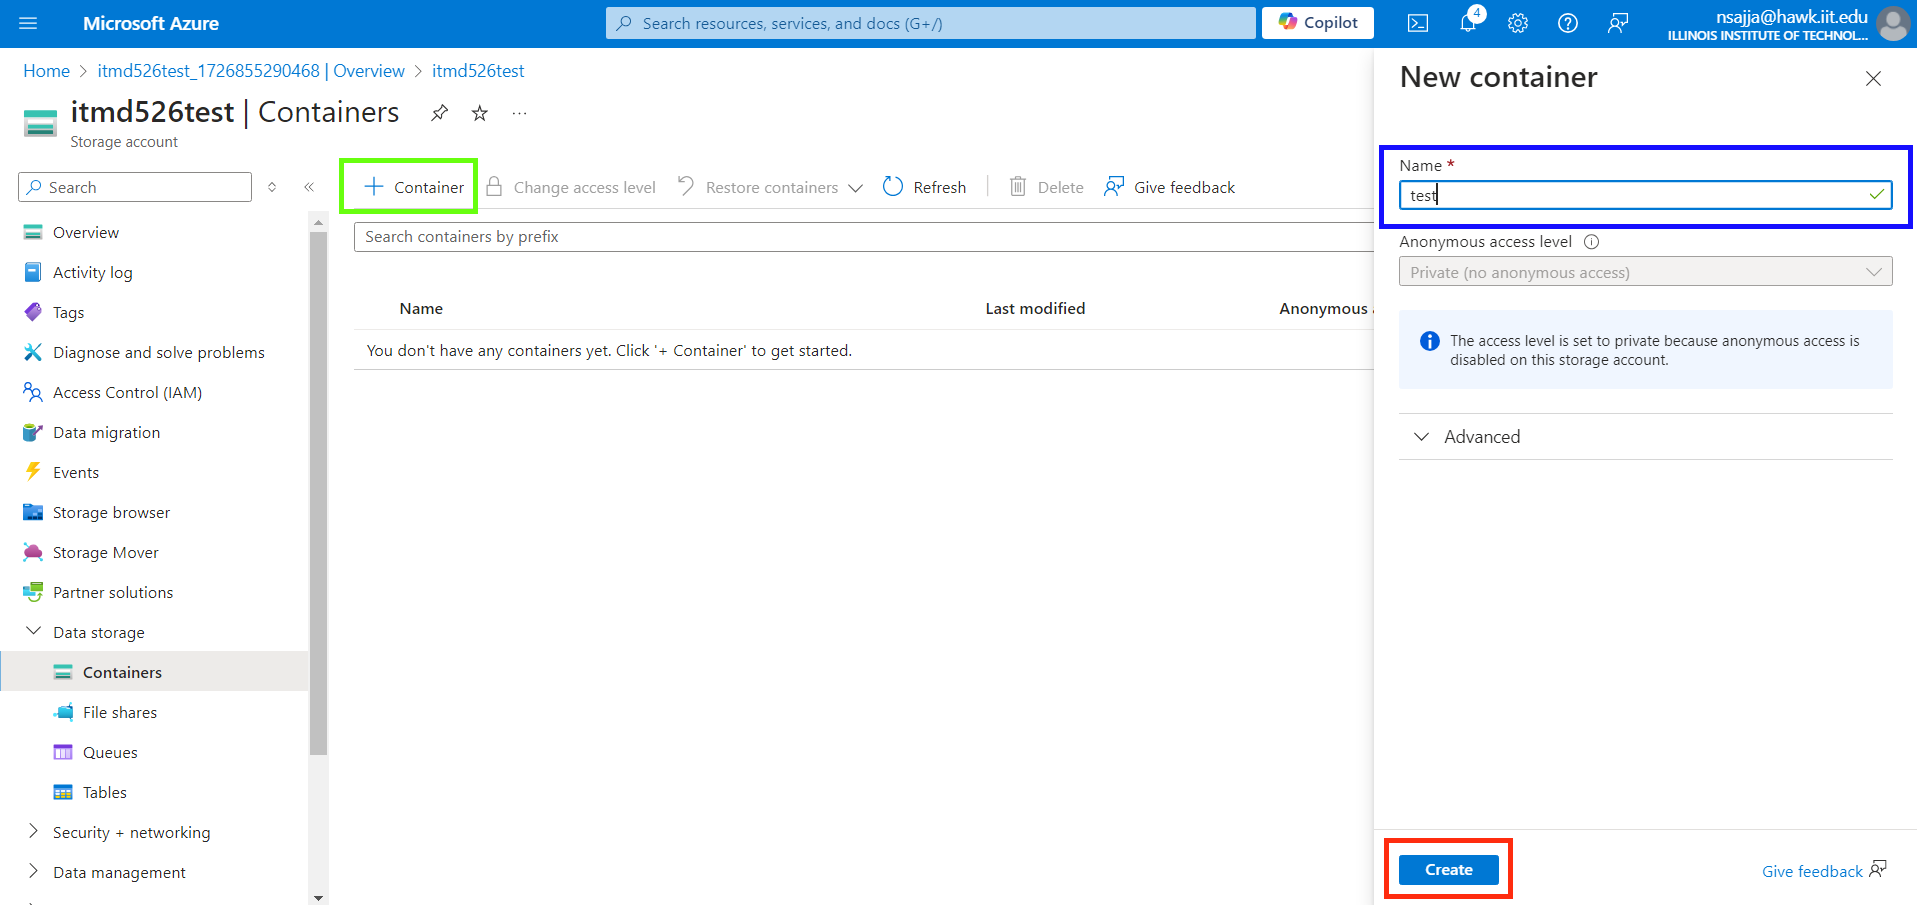 Microsoft Azure
Search resources, services, and docs (G+/)
Copilot
4
nsajja@hawk.iit.edu
ILLINOIS INSTITUTE OF TECHNOL...
Home > itmd526test_1726855290468 | Overview > itmd526test
itmd526test | Containers
...
Storage account
Search
Overview
Activity log
Tags
Diagnose and solve problems
Access Control (IAM)
Data migration
Events
Storage browser
Storage Mover
Partner solutions
Data storage
Containers
File shares
Queues
Tables
Security + networking
Data management
+ Container
Change access level
Restore containers
Refresh
Delete
Give feedback
Search containers by prefix
Name
Last modified
Anonymous
You don't have any containers yet. Click '+ Container' to get started.
New container
Name *
test
Anonymous access level
Private (no anonymous access)
The access level is set to private because anonymous access is
disabled on this storage account.
Advanced
Create
Give feedback